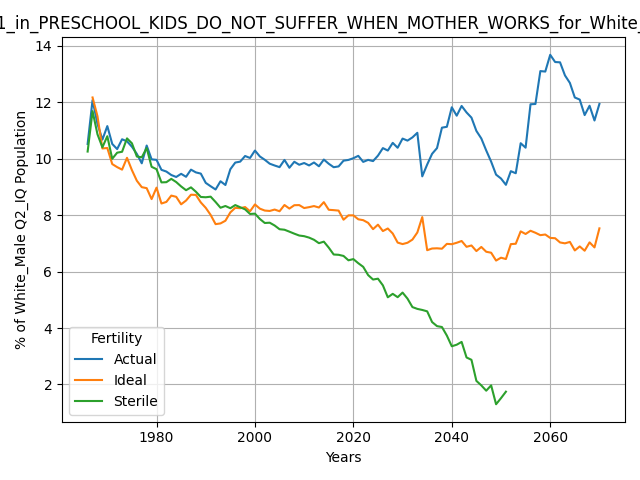 1_in_PRESCHOOL_KIDS_DO_NOT_SUFFER_WHEN_MOTHER_WORKS_for_White_
14
12
10
8
6
4
2
% of White_Male Q2_IQ Population
Fertility
Actual
Ideal
Sterile
1980 2000 2020 2040 2060
Years